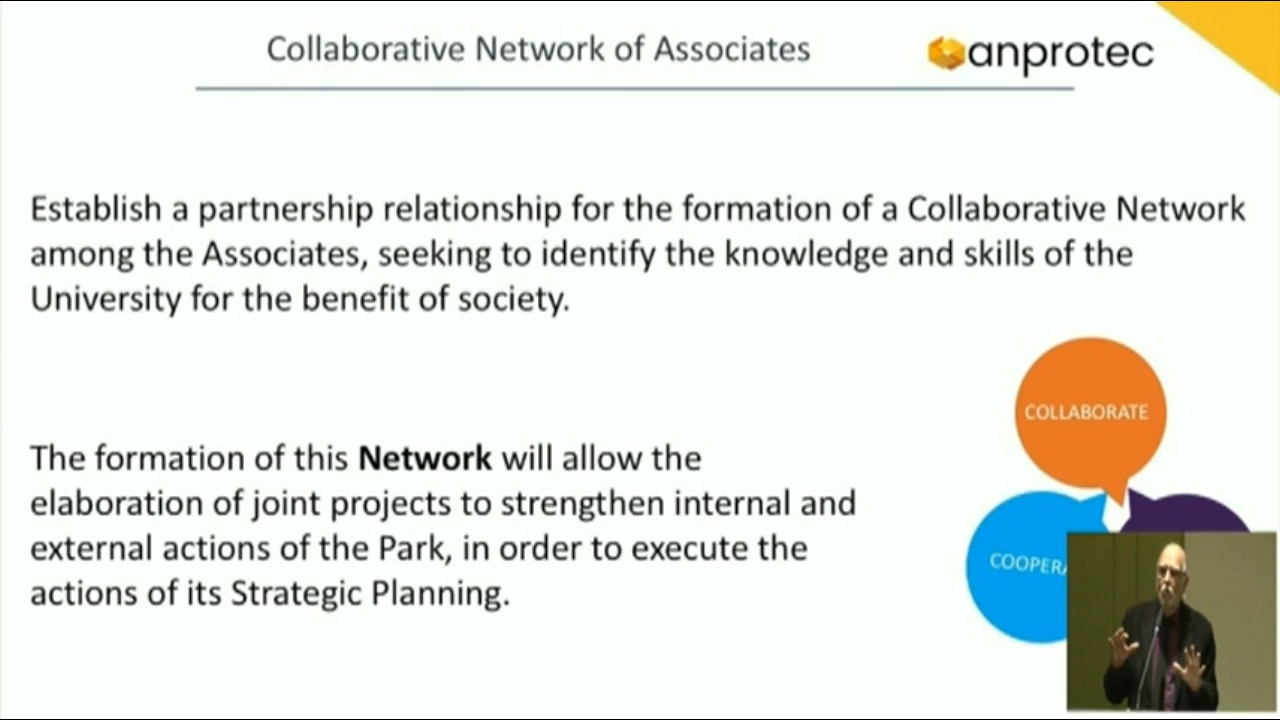 Collaborative Network of Associates
anprotec
Establish a partnership relationship for the formation of a Collaborative Network
among the Associates, seeking to identify the knowledge and skills of the
University for the benefit of society.
COLLABORATE
The formation of this Network will allow the
elaboration of joint projects to strengthen internal and
external actions of the Park, in order to execute the
actions of its Strategic Planning.